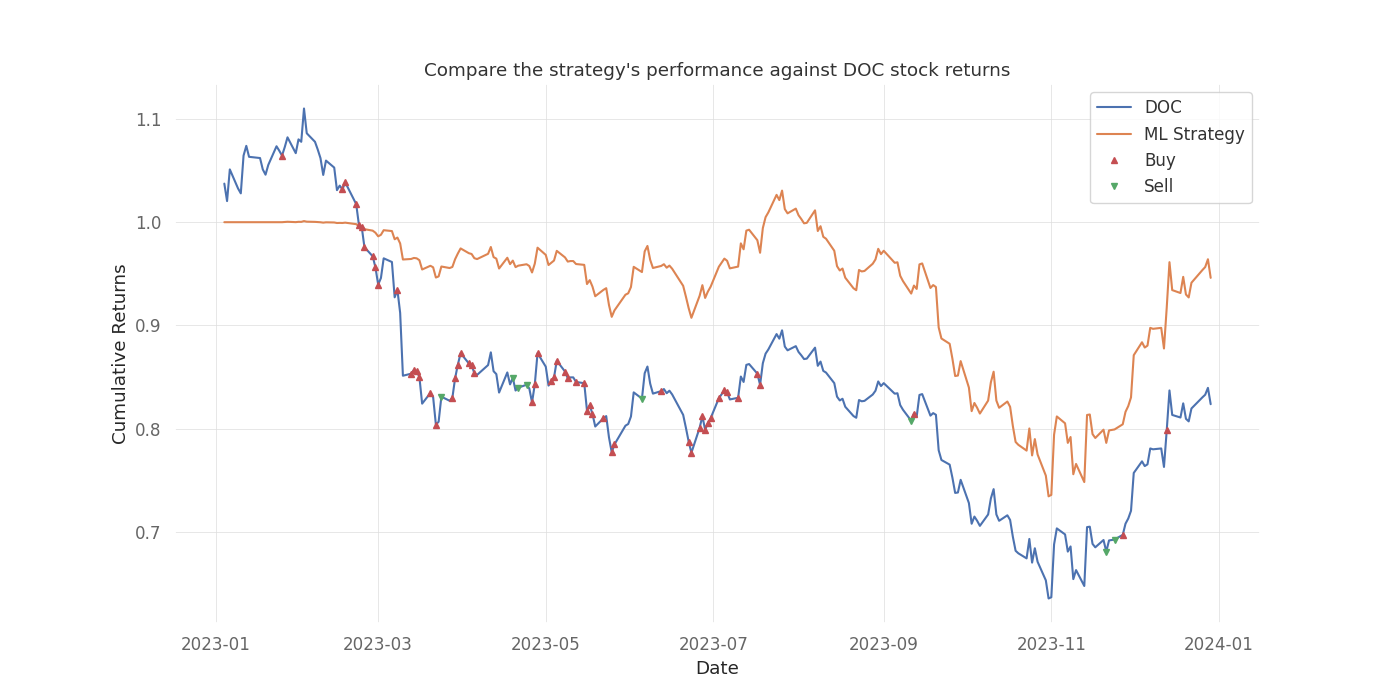 Compare the strategy's performance against DOC stock returns
DOC
ML Strategy
Buy
Sell
Cumulative Returns
1.1
1.0
0.9
0.8
0.7
2023-01
2023-03
2023-05
2023-07
2023-09
2023-11
2024-01
Date